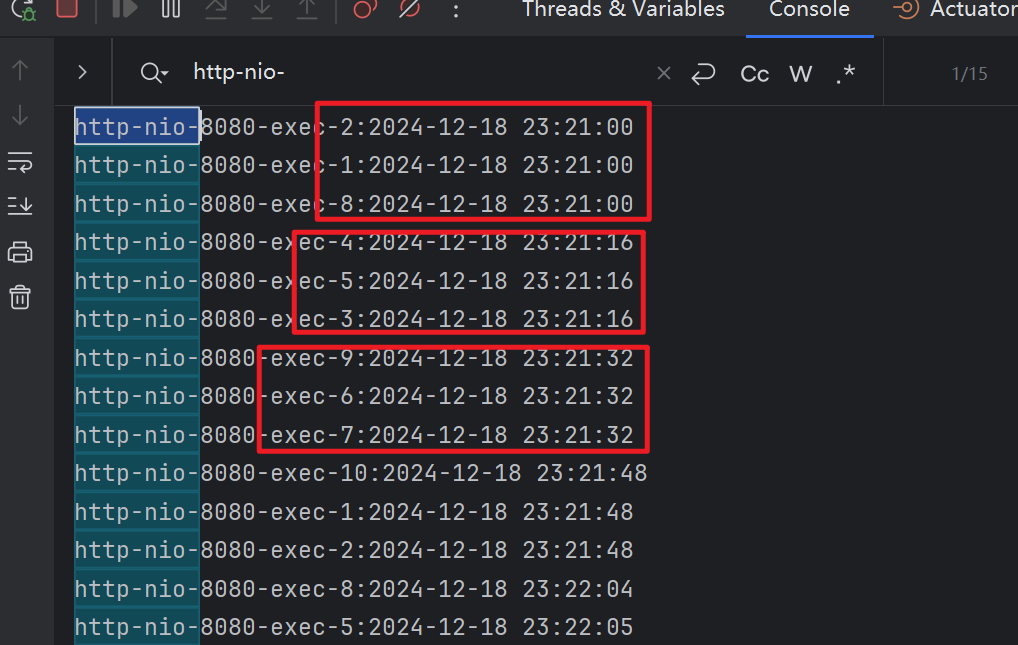 Threads & Variables Console Actuator
http-nio- Cc W .* 1/15
http-nio-8080-exec-2:2024-12-18 23:21:00
http-nio-8080-exec-1:2024-12-18 23:21:00
http-nio-8080-exec-8:2024-12-18 23:21:00
http-nio-8080-exec-4:2024-12-18 23:21:16
http-nio-8080-exec-5:2024-12-18 23:21:16
http-nio-8080-exec-3:2024-12-18 23:21:16
http-nio-8080-exec-9:2024-12-18 23:21:32
http-nio-8080-exec-6:2024-12-18 23:21:32
http-nio-8080-exec-7:2024-12-18 23:21:32
http-nio-8080-exec-10:2024-12-18 23:21:48
http-nio-8080-exec-1:2024-12-18 23:21:48
http-nio-8080-exec-2:2024-12-18 23:21:48
http-nio-8080-exec-8:2024-12-18 23:22:04
http-nio-8080-exec-5:2024-12-18 23:22:05